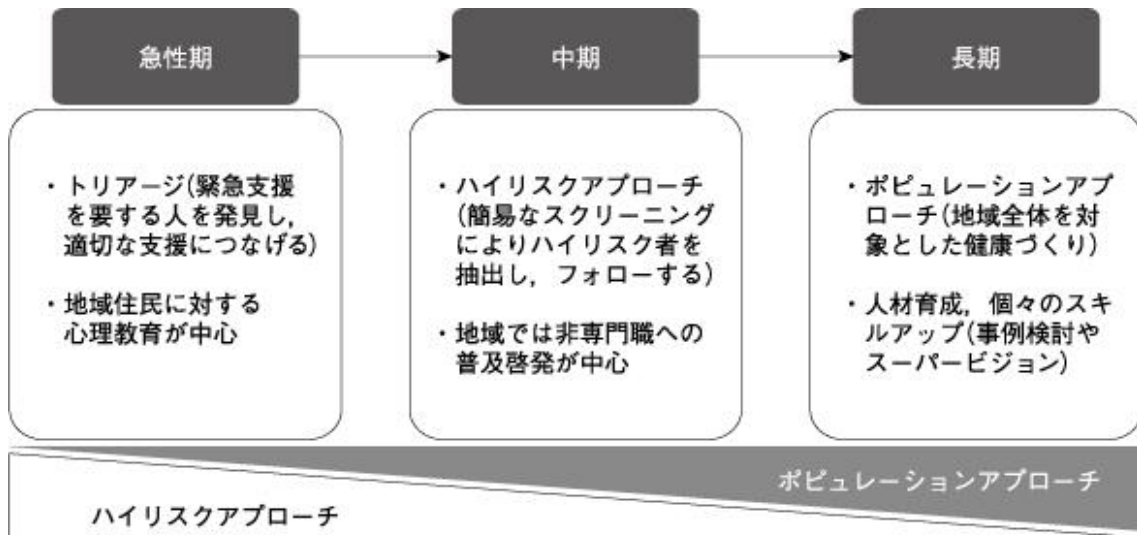 急性期
中期
長期
・トリアージ(緊急支援
を要する人を発見し,
適切な支援につなげる)
・地域住民に対する
心理教育が中心
・ハイリスクアプローチ
(簡易なスクリーニング
によりハイリスク者を
抽出し，フォローする)
・地域では非専門職への
普及啓発が中心
・ポピュレーションアプ
ローチ(地域全体を対
象とした健康づくり)
・人材育成，個々のスキ
ルアップ(事例検討や
スーパービジョン)
ポピュレーションアプローチ
ハイリスクアプローチ